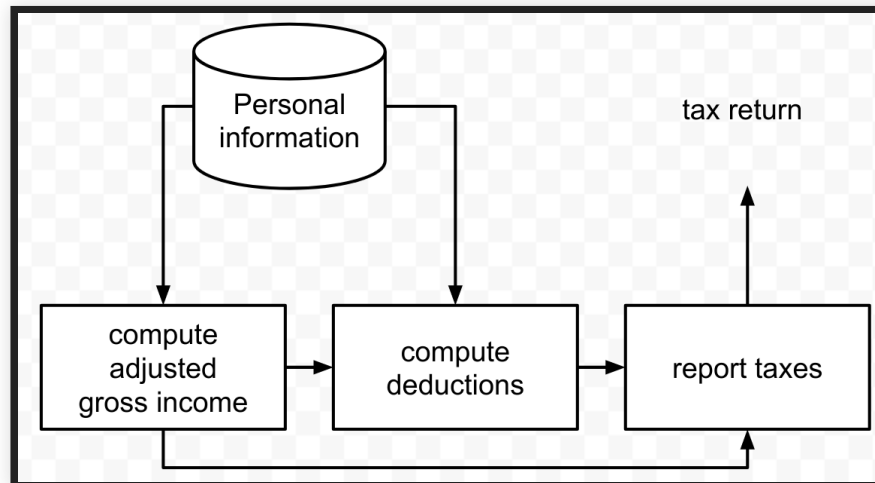 Personal
information
tax return
compute
adjusted
gross income
compute
deductions
report taxes